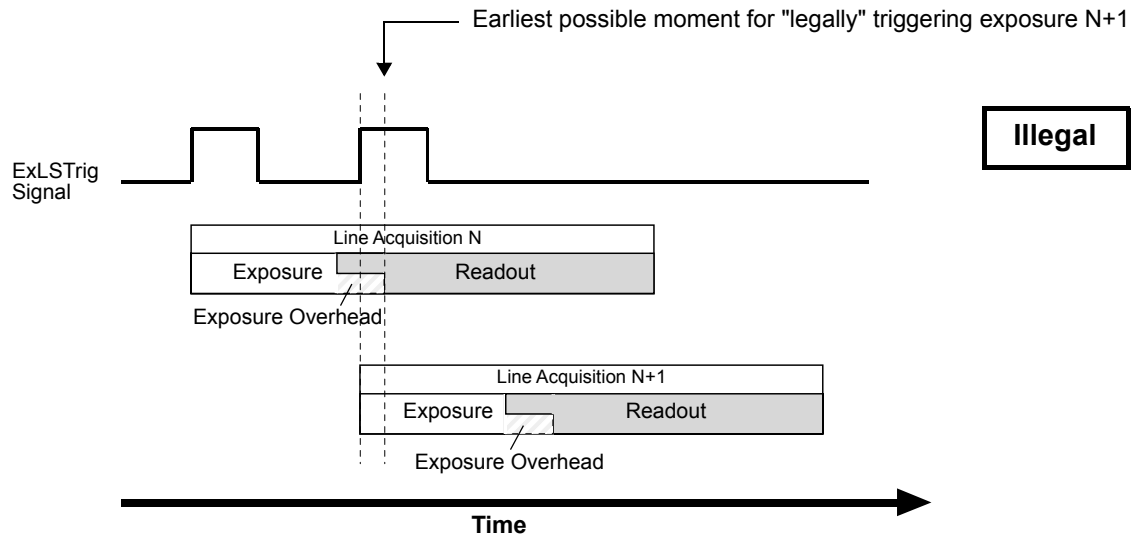 Earliest possible moment for "legally" triggering exposure N+1
Illegal
ExLSTrig
Signal
Line Acquisition N
Exposure
Readout
Exposure Overhead
Line Acquisition N+1
Exposure
Readout
Exposure Overhead
Time